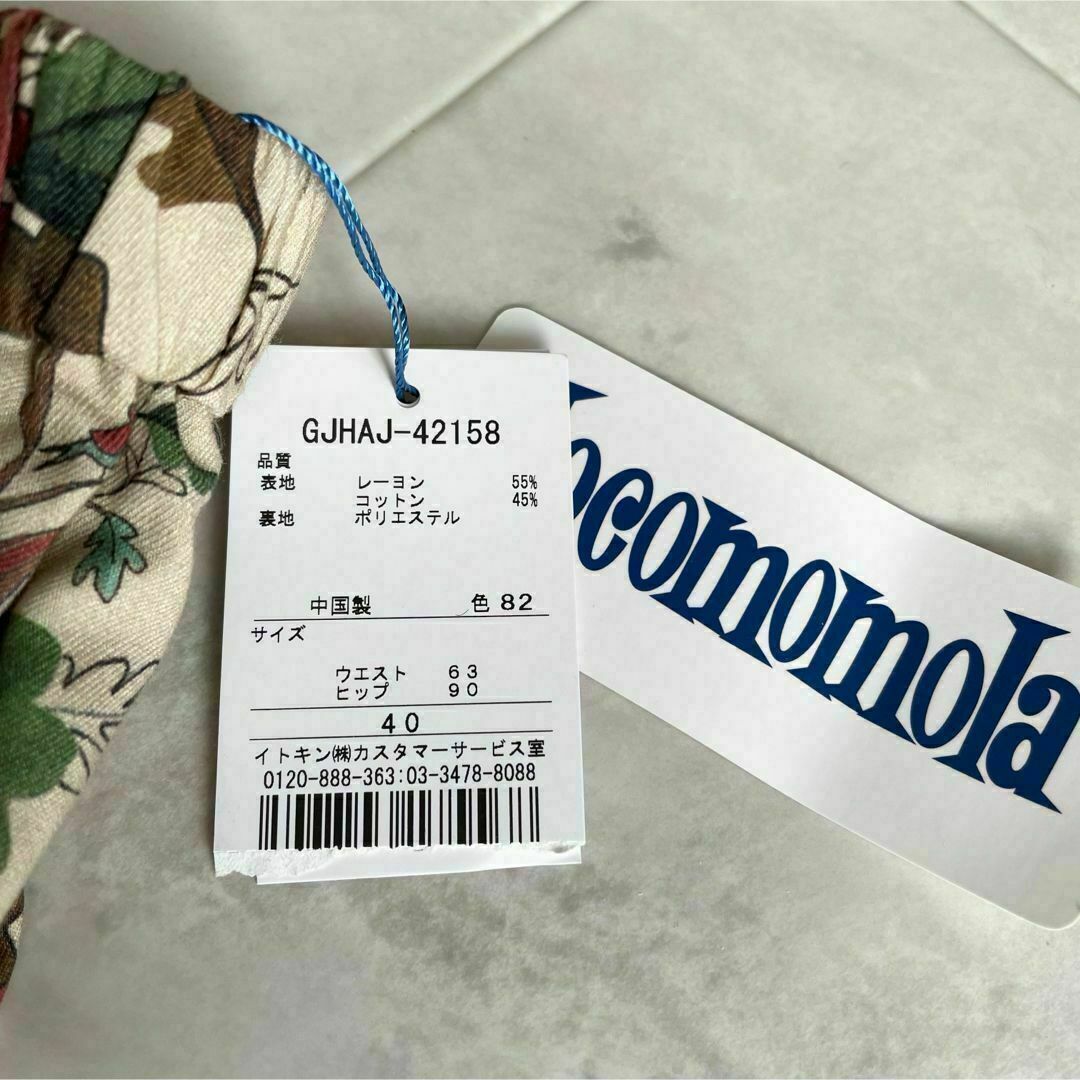 GJHAJ-42158
品質
表地 レーヨン 55%
コットン 45%
裏地 ポリエステル
中国製 色 82
サイズ
ウエスト 63
ヒップ 90
40
イトキン㈱カスタマーサービス室
0120-888-363:03-3478-8088
Jocomomola